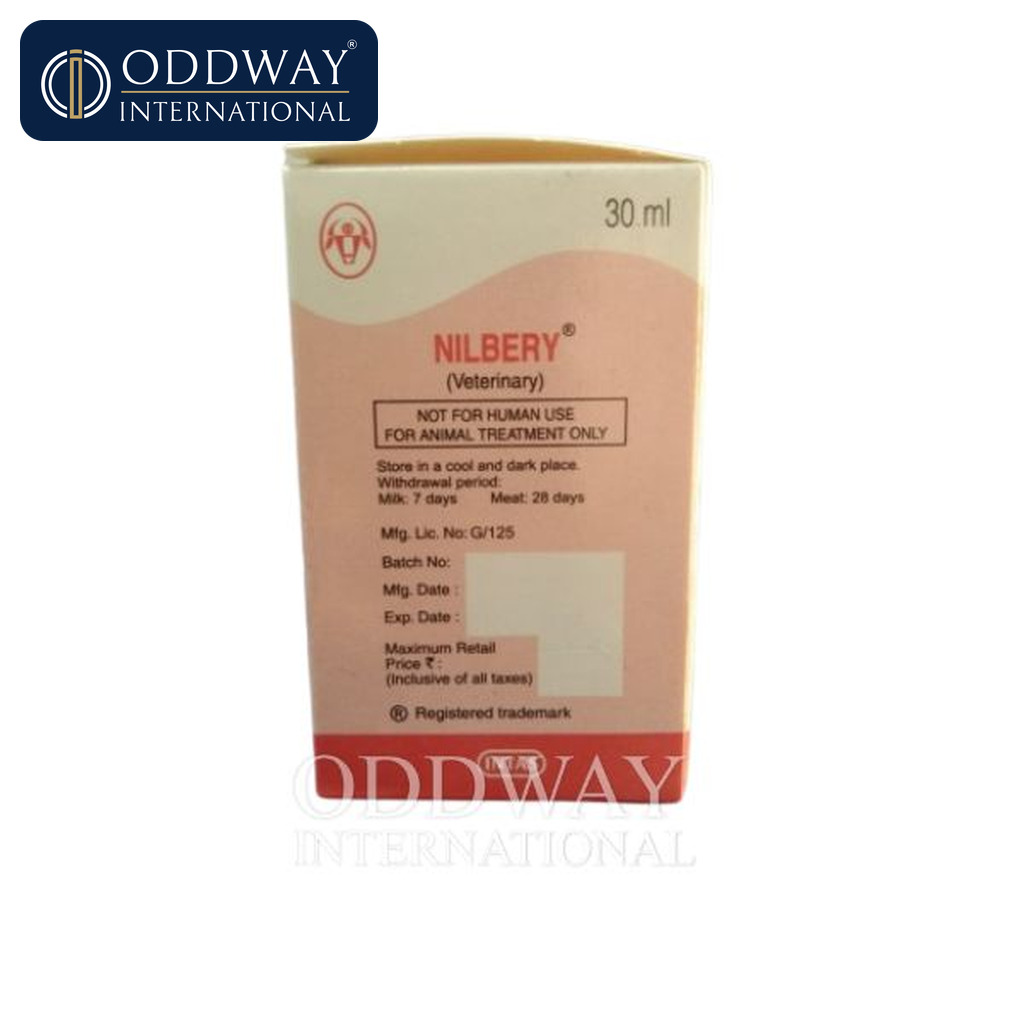 ODDWAY®
INTERNATIONAL
30 ml
NILBERY®
(Veterinary)
NOT FOR HUMAN USE
FOR ANIMAL TREATMENT ONLY
Store in a cool and dark place.
Withdrawal period:
Milk: 7 days Meat: 28 days
Mfg. Lic. No: G/125
Batch No:
Mfg. Date :
Exp. Date :
Maximum Retail
Price ₹ :
(Inclusive of all taxes)
® Registered trademark
INTAS
ODDWAY
INTERNATIONAL